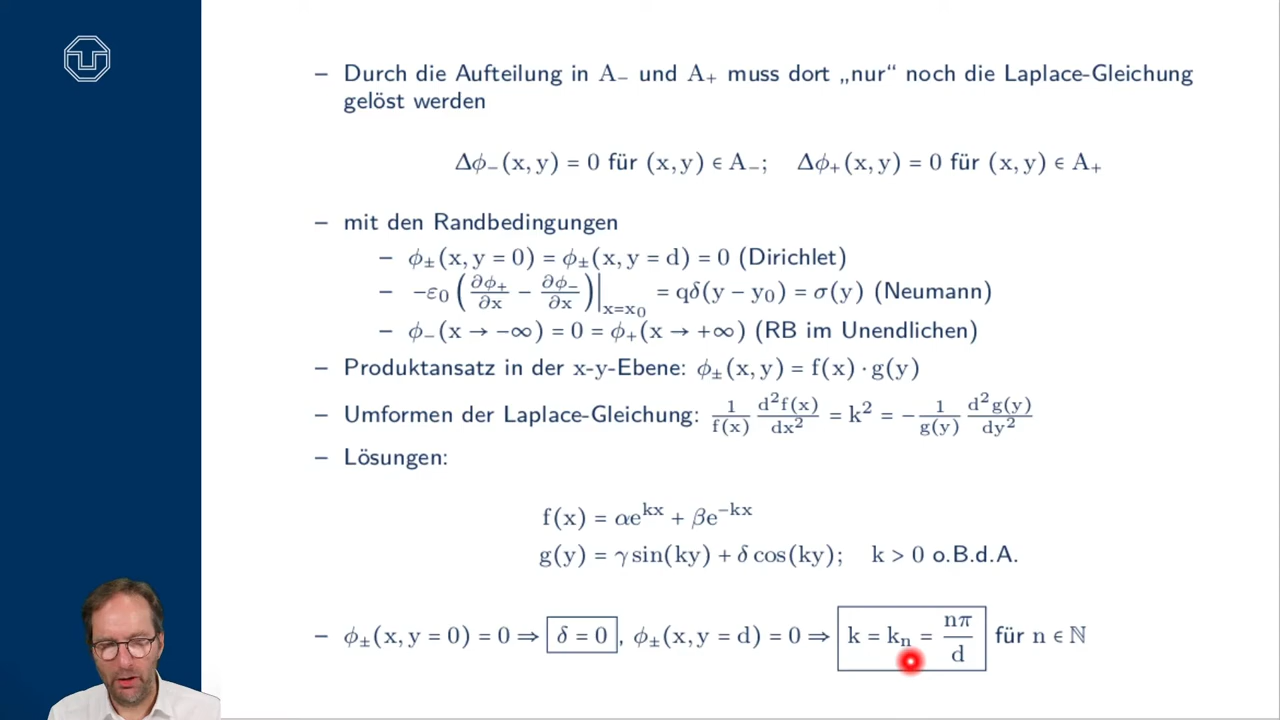 – Durch die Aufteilung in A₋ und A₊ muss dort „nur“ noch die Laplace-Gleichung
gelöst werden
Δϕ₋(x, y) = 0 für (x, y) ∈ A₋; Δϕ₊(x, y) = 0 für (x, y) ∈ A₊
– mit den Randbedingungen
– ϕ±(x, y = 0) = ϕ±(x, y = d) = 0 (Dirichlet)
– −ε₀ (∂ϕ₊/∂x − ∂ϕ₋/∂x)|ₓ₌ₓ₀ = qδ(y − y₀) = σ(y) (Neumann)
– ϕ₋(x → −∞) = 0 = ϕ₊(x → +∞) (RB im Unendlichen)
– Produktansatz in der x-y-Ebene: ϕ±(x, y) = f(x) · g(y)
– Umformen der Laplace-Gleichung: 1/f(x) d²f(x)/dx² = k² = − 1/g(y) d²g(y)/dy²
– Lösungen:
f(x) = αe^{kx} + βe^{−kx}
g(y) = γ sin(ky) + δ cos(ky); k > 0 o.B.d.A.
– ϕ±(x, y = 0) = 0 ⇒ δ = 0, ϕ±(x, y = d) = 0 ⇒ k = kₙ = nπ/d für n ∈ ℕ